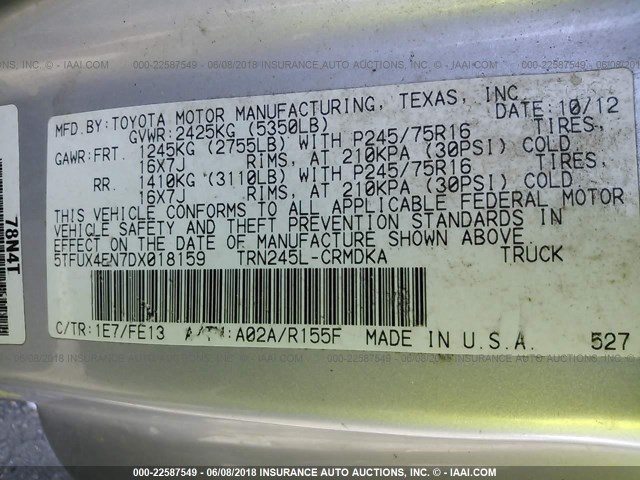 000-22587549 - 06/08/2018 INSURANCE AUTO AUCTIONS, INC. © - IAAI.COM
MFD.BY:TOYOTA MOTOR MANUFACTURING, TEXAS, INC.
GVWR:2425KG (5350LB) DATE:10/12
GAWR:FRT. 1245KG (2755LB) WITH P245/75R16 TIRES,
16X7J RIMS, AT 210KPA (30PSI) COLD
RR. 1410KG (3110LB) WITH P245/75R16 TIRES,
16X7J RIMS, AT 210KPA (30PSI) COLD
THIS VEHICLE CONFORMS TO ALL APPLICABLE FEDERAL MOTOR
VEHICLE SAFETY AND THEFT PREVENTION STANDARDS IN
EFFECT ON THE DATE OF MANUFACTURE SHOWN ABOVE.
5TFUX4EN7DX018159 TRN245L-CRMDKA TRUCK
C/TR:1E7/FE13 A/TM:A02A/R155F MADE IN U.S.A. 527
78N4T
000-22587549 - 06/08/2018 INSURANCE AUTO AUCTIONS, INC. © - IAAI.COM